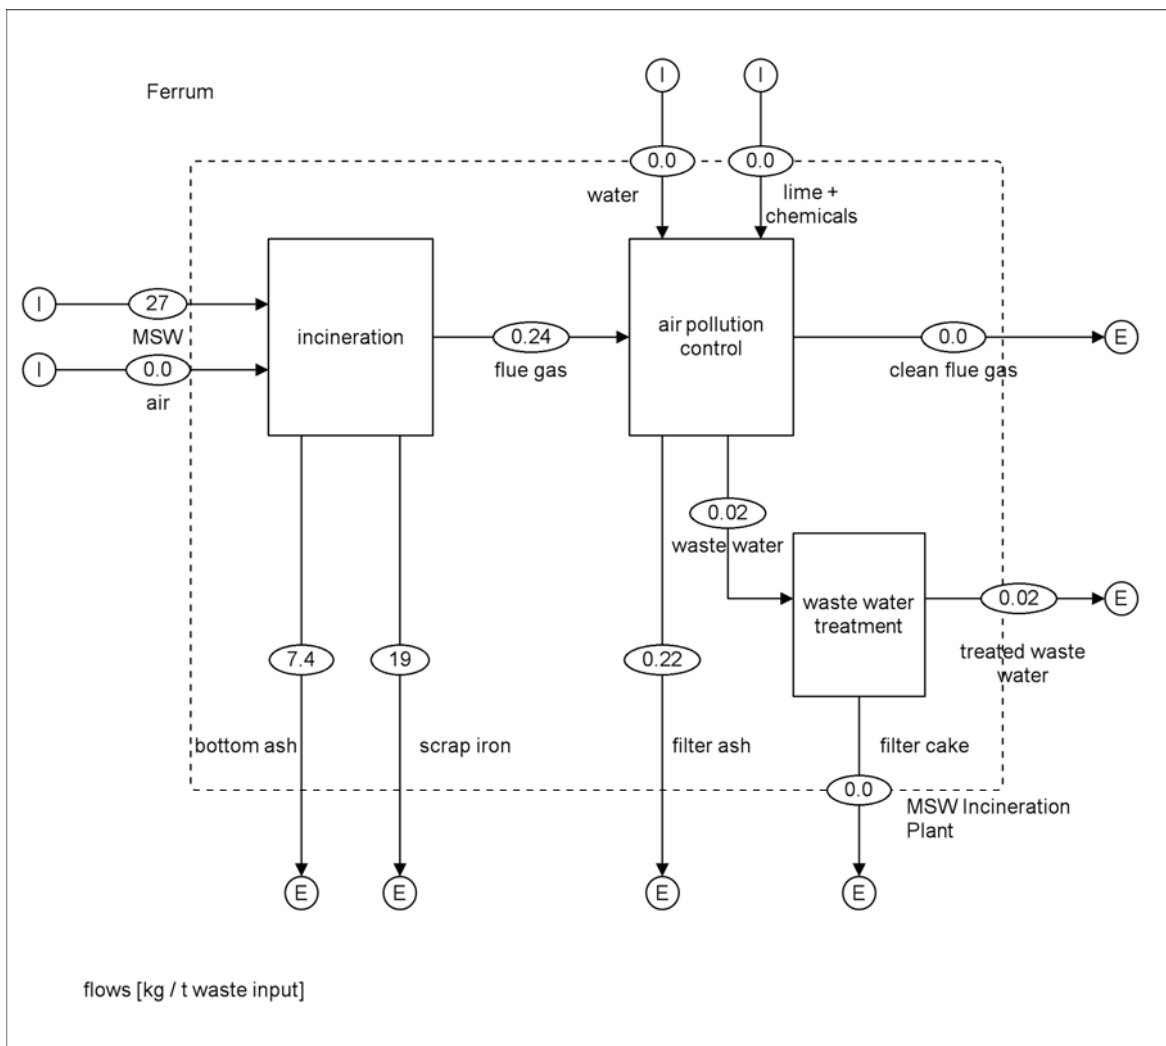 I
I
Ferrum
0.0
0.0
water
lime +
chemicals
I
27
MSW
incineration
0.24
flue gas
air pollution
control
0.0
clean flue gas
E
I
0.0
air
0.02
waste water
waste water
treatment
0.02
E
treated waste
water
7.4
19
0.22
bottom ash
scrap iron
filter ash
filter cake
0.0
MSW Incineration
Plant
E
E
E
E
flows [kg / t waste input]